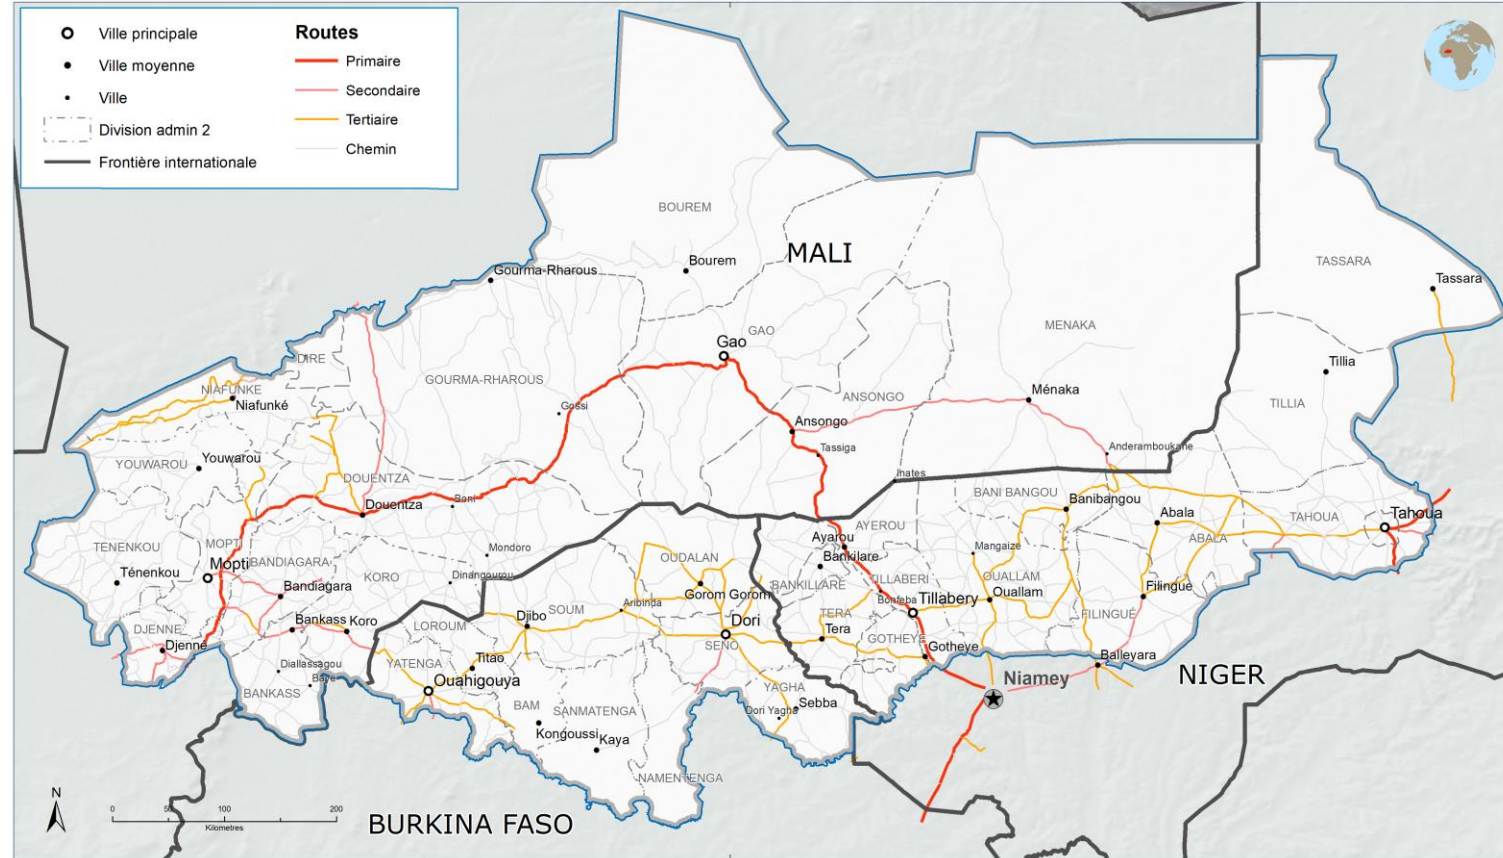 Ville principale
Ville moyenne
Ville
Division admin 2
Frontière internationale
Routes
Primaire
Secondaire
Tertiaire
Chemin
BOUREM
MALI
Bourem
Gourma-Rharous
TASSARA
Tassara
MENAKA
GAO
Gao
DIRE
GOURMA-RHAROUS
NIAFUNKE
Niafunké
Gossi
ANSONGO
Ménaka
Ansongo
Tillia
TILLIA
Tassiga
Anderamboukane
YOUWAROU
Youwarou
DOUENTZA
Douentza
Boni
Ihates
BANI BANGOU
Banibangou
Abala
Tahoua
TAHOUA
ABALA
AYEROU
Ayarou
Bankilare
BANKILLARE
Mangaize
TENENKOU
Ténenkou
MOPTI
Mopti
BANDIAGARA
Bandiagara
KORO
Mondoro
Dinangourou
OUDALAN
Gorom Gorom
TILLABERI
Bonfeba
Tillabery
OUALLAM
Ouallam
Filingué
FILINGUÉ
DJENNE
Djenné
Bankass
Koro
LOROUM
SOUM
Djibo
Aribinda
Dori
SENO
TERA
Tera
GOTHEYE
Gotheye
Balleyara
Diallassagou
Baye
BANKASS
YATENGA
Titao
Ouahigouya
BAM
SANMATENGA
Kongoussi
Kaya
NAMENTENGA
YAGHA
Dori Yagha
Sebba
Niamey
NIGER
BURKINA FASO
N
0
100
200
Kilometres